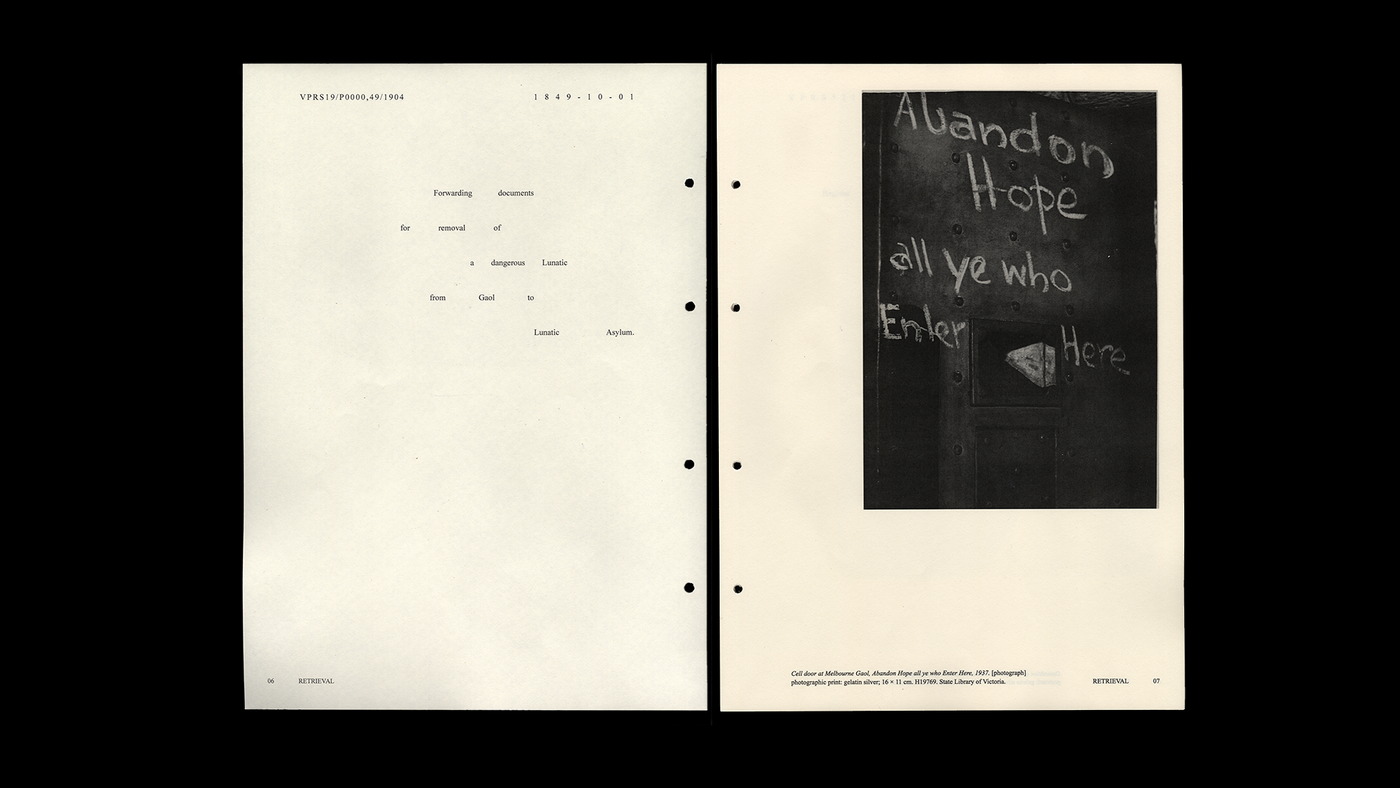 VPRS19/P0000,49/1904
1849-10-01
Forwarding documents
for removal of
a dangerous Lunatic
from Gaol to
Lunatic Asylum.
06 RETRIEVAL
Abandon
Hope
all ye who
Enter Here
Cell door at Melbourne Gaol, Abandon Hope all ye who Enter Here, 1937. [photograph]
photographic print: gelatin silver; 16 × 11 cm. H19769. State Library of Victoria.
RETRIEVAL 07